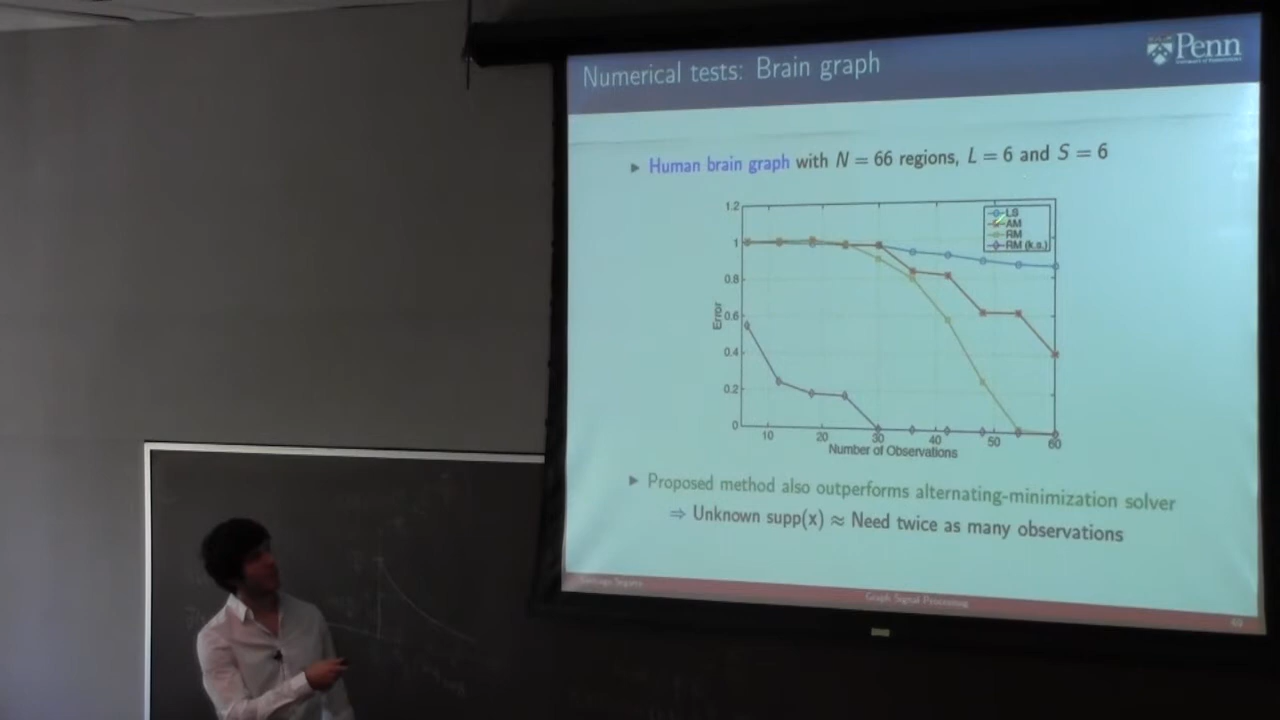 Numerical tests: Brain graph
Penn
▶ Human brain graph with N = 66 regions, L = 6 and S = 6
1.2
1
0.8
0.6
0.4
0.2
0
Error
LS
AM
RM
RM (k.s.)
10 20 30 40 50 60
Number of Observations
▶ Proposed method also outperforms alternating-minimization solver
⇒ Unknown supp(x) ≈ Need twice as many observations
Santiago Segarra
Graph Signal Processing